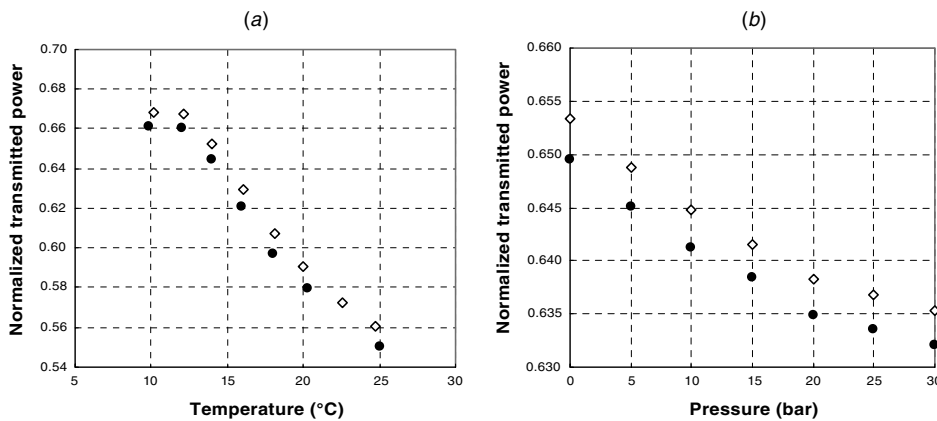 (a)
Normalized transmitted power
0.70
0.68
0.66
0.64
0.62
0.60
0.58
0.56
0.54
5 10 15 20 25 30
Temperature (°C)
(b)
Normalized transmitted power
0.660
0.655
0.650
0.645
0.640
0.635
0.630
0 5 10 15 20 25 30
Pressure (bar)